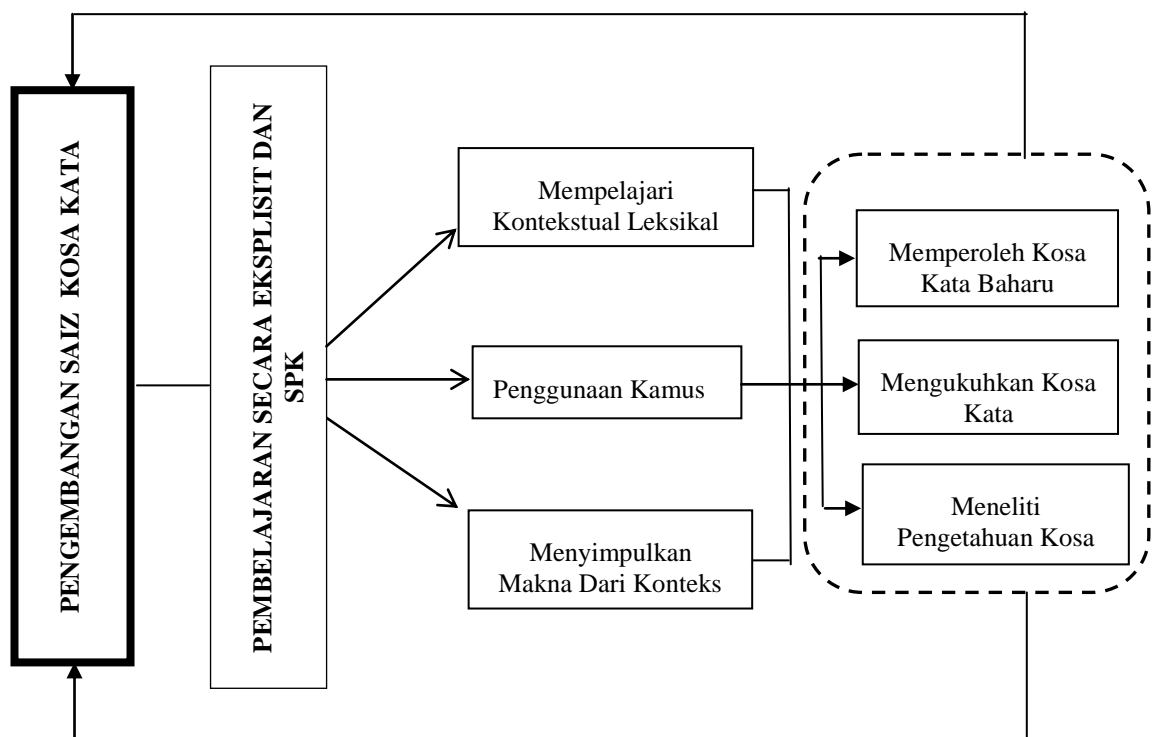 PENGEMBANGAN SAIZ KOSA KATA
PEMBELAJARAN SECARA EKSPLISIT DAN
SPK
Mempelajari
Kontekstual Leksikal
Penggunaan Kamus
Menyimpulkan
Makna Dari Konteks
Memperoleh Kosa
Kata Baharu
Mengukuhkan Kosa
Kata
Meneliti
Pengetahuan Kosa